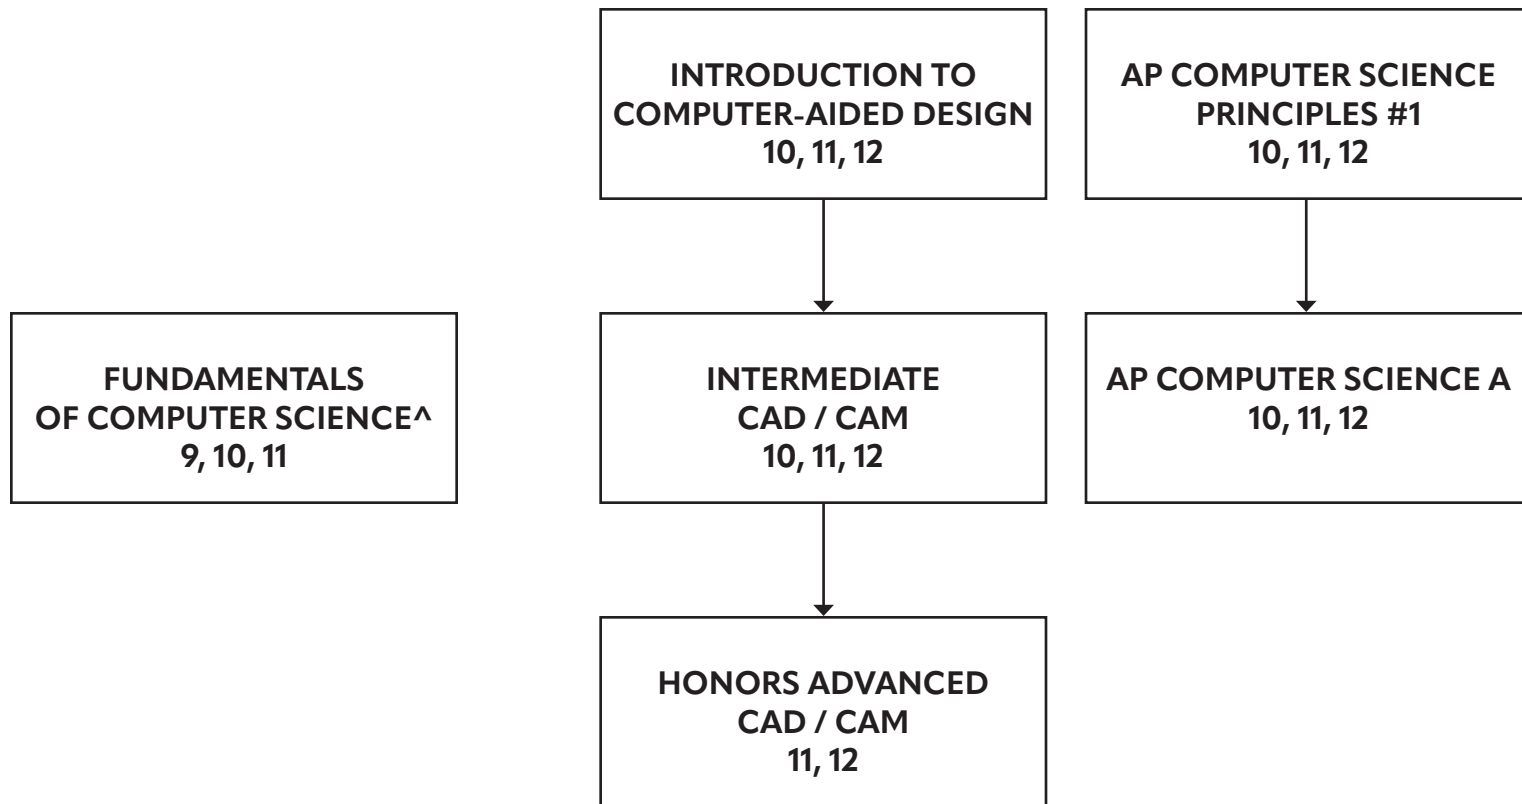 INTRODUCTION TO
COMPUTER-AIDED DESIGN
10, 11, 12
AP COMPUTER SCIENCE
PRINCIPLES #1
10, 11, 12
FUNDAMENTALS
OF COMPUTER SCIENCE^
9, 10, 11
INTERMEDIATE
CAD / CAM
10, 11, 12
AP COMPUTER SCIENCE A
10, 11, 12
HONORS ADVANCED
CAD / CAM
11, 12